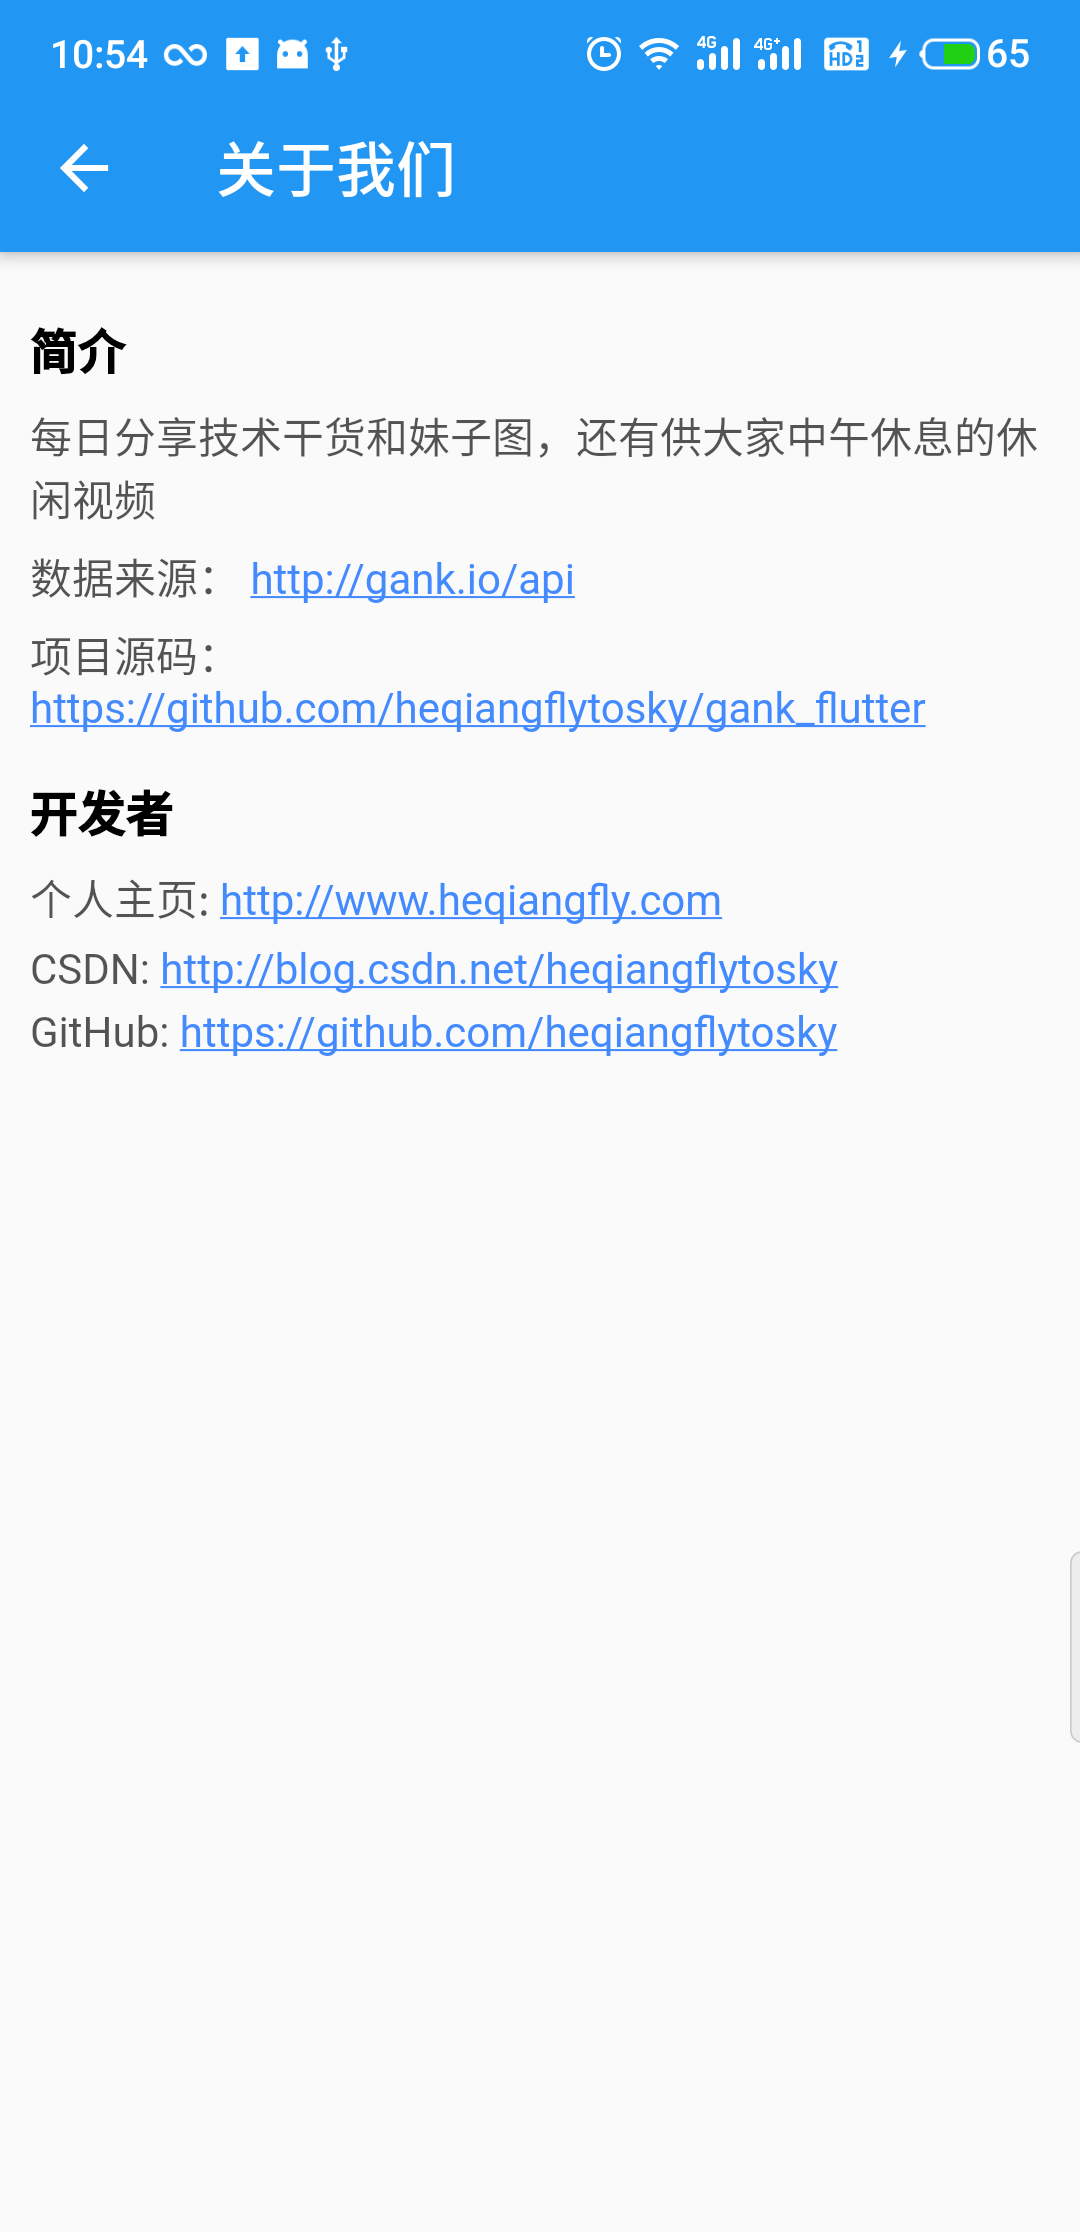 10:54
4G
4G+
HD 1 2
65
关于我们
简介
每日分享技术干货和妹子图，还有供大家中午休息的休
闲视频
数据来源： http://gank.io/api
项目源码：
https://github.com/heqiangflytosky/gank_flutter
开发者
个人主页: http://www.heqiangfly.com
CSDN: http://blog.csdn.net/heqiangflytosky
GitHub: https://github.com/heqiangflytosky